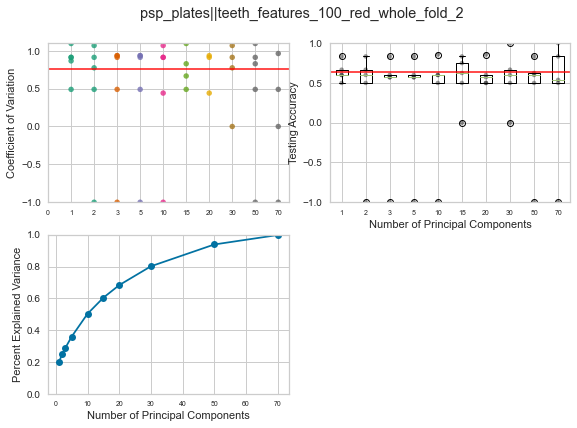 psp_plates||teeth_features_100_red_whole_fold_2
1.0
0.5
0.0
−0.5
−1.0
Coefficient of Variation
0 1 2 3 5 10 15 20 30 50 70
1.0
0.5
0.0
−0.5
−1.0
Testing Accuracy
1 2 3 5 10 15 20 30 50 70
Number of Principal Components
1.0
0.8
0.6
0.4
0.2
0.0
Percent Explained Variance
0 10 20 30 40 50 60 70
Number of Principal Components